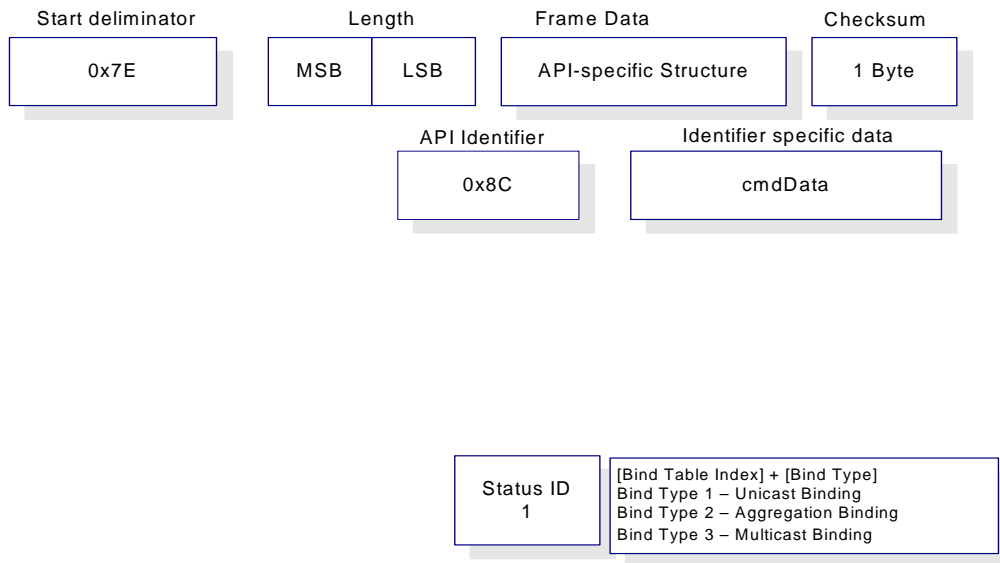 Start deliminator
Length
Frame Data
Checksum
0x7E
MSB
LSB
API-specific Structure
1 Byte
API Identifier
Identifier specific data
0x8C
cmdData
Status ID
1
[Bind Table Index] + [Bind Type]
Bind Type 1 – Unicast Binding
Bind Type 2 – Aggregation Binding
Bind Type 3 – Multicast Binding